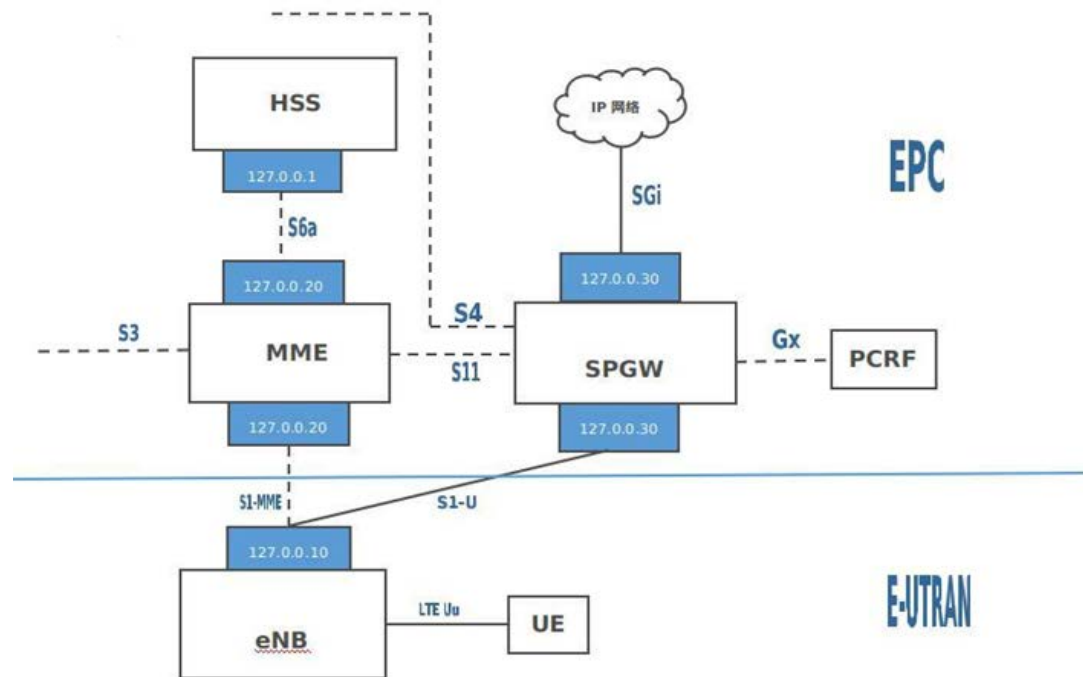 HSS
127.0.0.1
S6a
127.0.0.20
S3
MME
127.0.0.20
IP 网络
SGi
127.0.0.30
S4
S11
SPGW
127.0.0.30
Gx
PCRF
EPC
S1-MME
S1-U
127.0.0.10
eNB
LTE Uu
UE
E-UTRAN